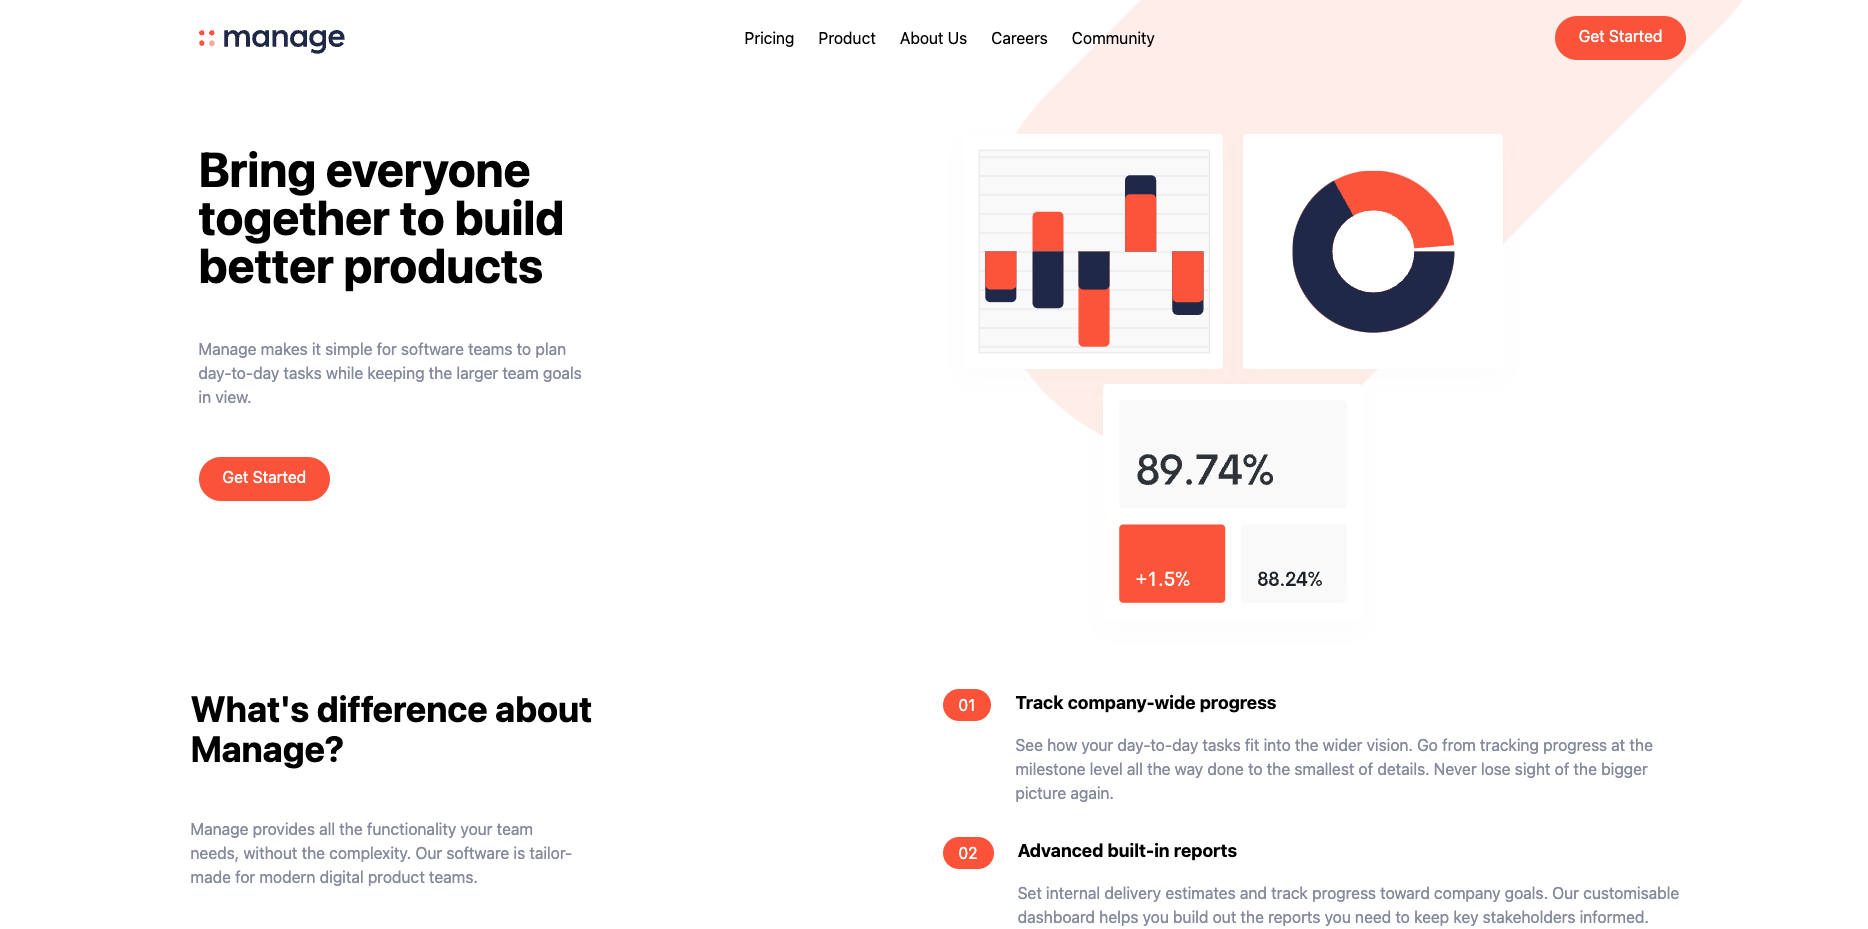 manage
Pricing Product About Us Careers Community
Get Started
Bring everyone
together to build
better products
Manage makes it simple for software teams to plan
day-to-day tasks while keeping the larger team goals
in view.
Get Started
89.74%
+1.5%
88.24%
What's difference about
Manage?
Manage provides all the functionality your team
needs, without the complexity. Our software is tailor-
made for modern digital product teams.
01
Track company-wide progress
See how your day-to-day tasks fit into the wider vision. Go from tracking progress at the
milestone level all the way done to the smallest of details. Never lose sight of the bigger
picture again.
02
Advanced built-in reports
Set internal delivery estimates and track progress toward company goals. Our customisable
dashboard helps you build out the reports you need to keep key stakeholders informed.